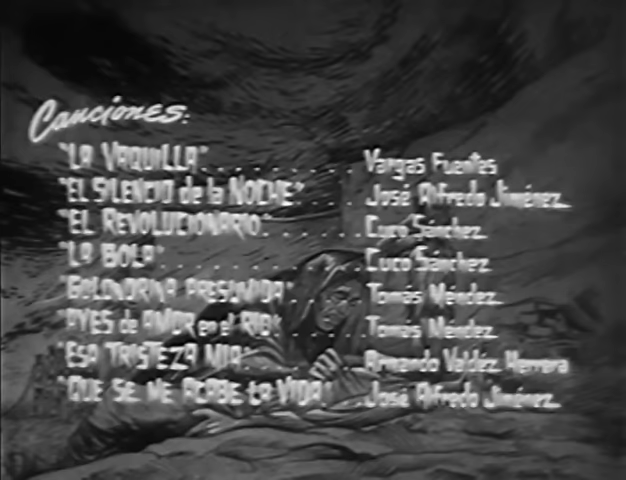 Canciones:
"LA VAQUILLA" . . . . . . . . . Vargas Fuentes
"EL SILENCIO de la NOCHE" . . . . José Alfredo Jiménez
"EL REVOLUCIONARIO" . . . . . . Cuco Sánchez
"LA BOLA" . . . . . . . . . . . Cuco Sánchez
"GOLONDRINA PRESUMIDA" . . . Tomás Méndez
"AYES de AMOR en el RIO" . . . . Tomás Méndez
"ESA TRISTEZA MIA" . . . . . . Armando Valdéz Herrera
"QUE SE ME ACABE LA VIDA" . . José Alfredo Jiménez